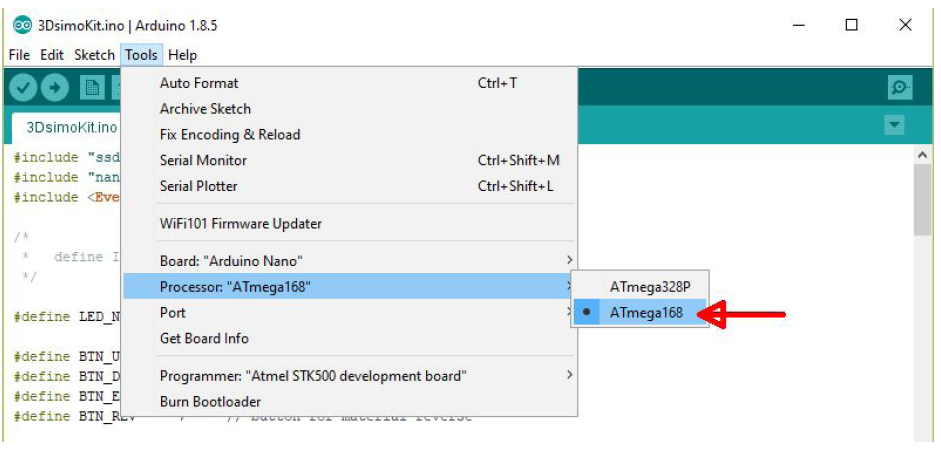 3DsimoKit.ino | Arduino 1.8.5
File Edit Sketch Tools Help
Auto Format Ctrl+T
Archive Sketch
3DsimoKit.ino Fix Encoding & Reload
#include "ssd Serial Monitor Ctrl+Shift+M
#include "nan
#include <Eve Serial Plotter Ctrl+Shift+L
WiFi101 Firmware Updater
/*
* define I Board: "Arduino Nano"
*/ Processor: "ATmega168" ATmega328P
#define LED_N Port ATmega168
Get Board Info
#define BTN_U
#define BTN_D Programmer: "Atmel STK500 development board"
#define BTN_E Burn Bootloader
#define BTN_REV // button for material reverse